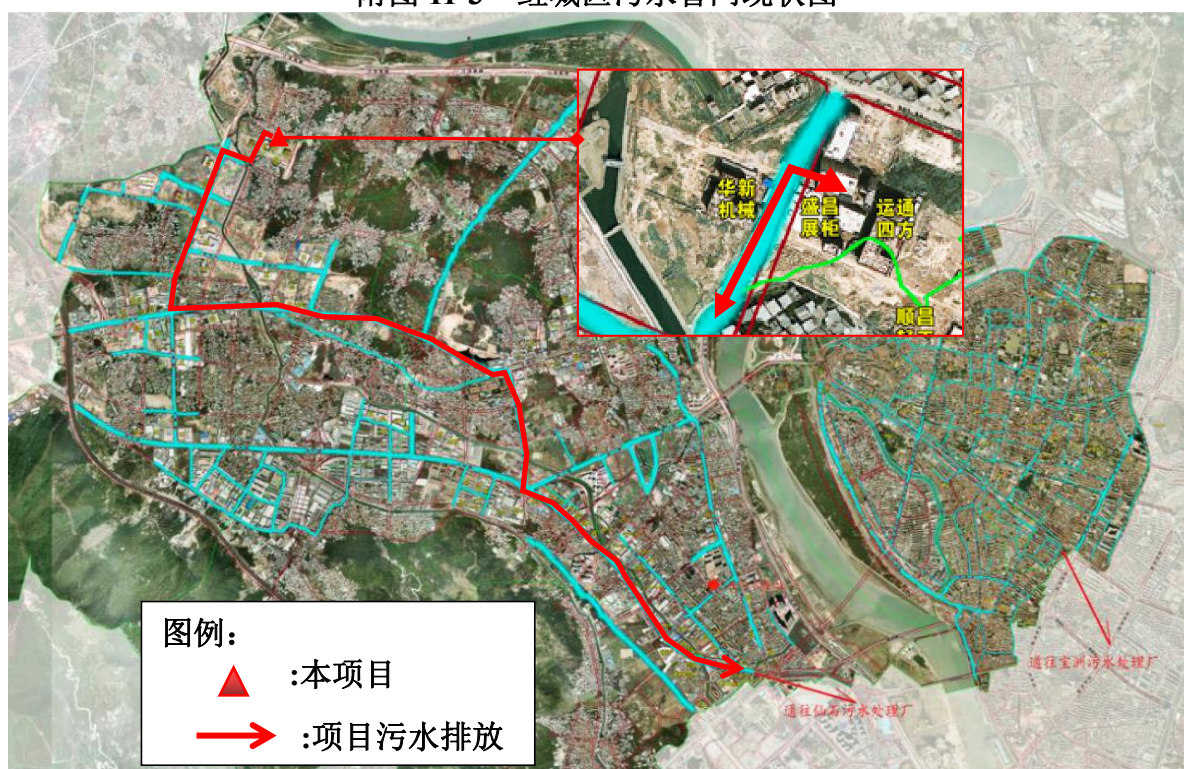 华新
机械
盛昌
展柜
运通
四方
顺昌
通往宝洲污水处理厂
通往仙石污水处理厂
图例：
:本项目
:项目污水排放